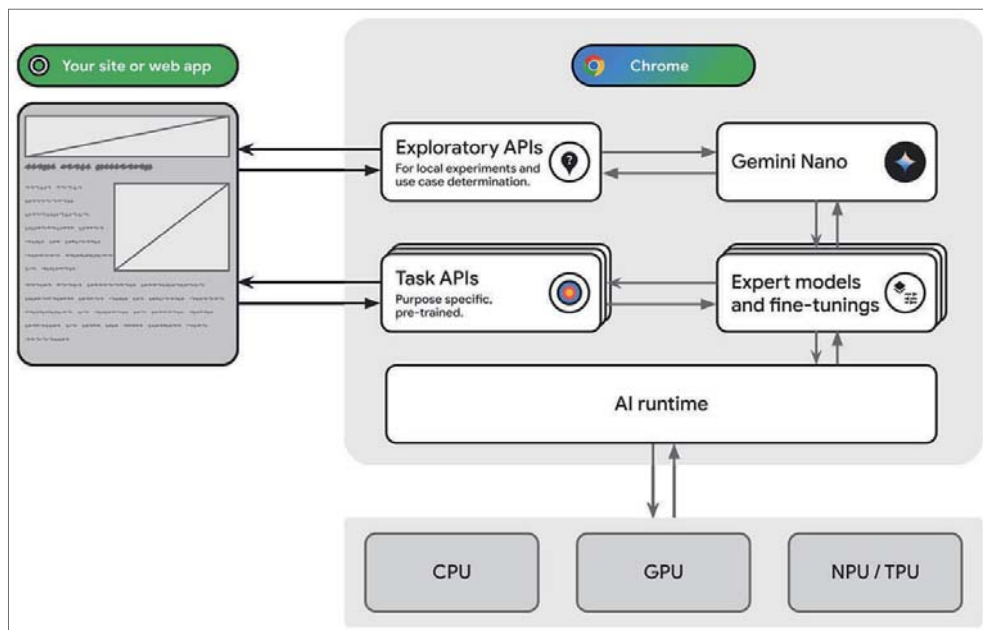 Your site or web app
Chrome
Exploratory APIs
For local experiments and
use case determination.
Gemini Nano
Task APIs
Purpose specific,
pre-trained.
Expert models
and fine-tunings
AI runtime
CPU
GPU
NPU / TPU